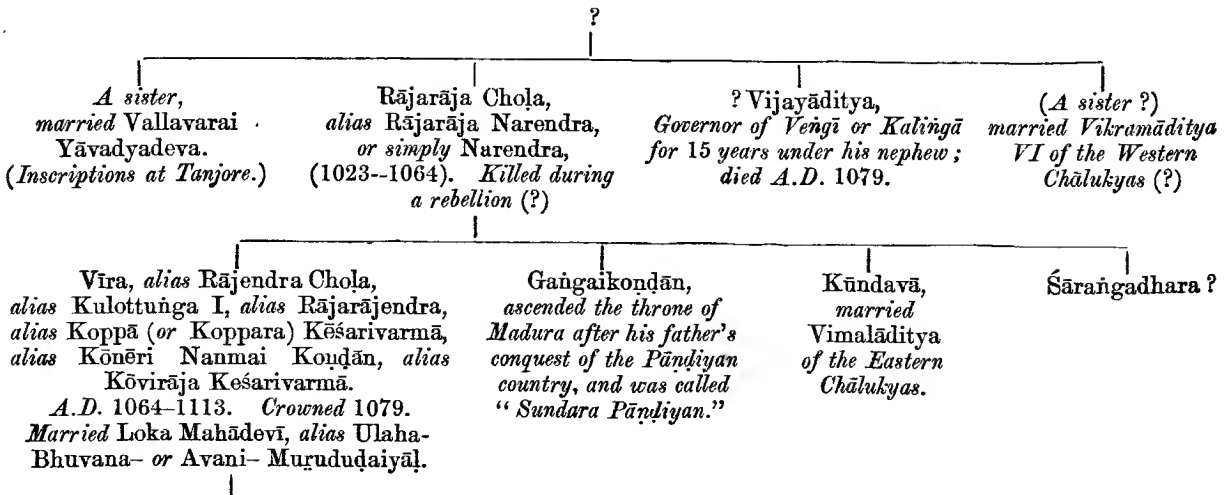 ?
A sister,
married Vallavarai
Yāvadyadeva.
(Inscriptions at Tanjore.)
Rājarāja Choḷa,
alias Rājarāja Narendra,
or simply Narendra,
(1023--1064). Killed during
a rebellion (?)
? Vijayāditya,
Governor of Veṅgī or Kaliṅgā
for 15 years under his nephew;
died A.D. 1079.
(A sister ?)
married Vikramāditya
VI of the Western
Chālukyas (?)
Vīra, alias Rājendra Chola,
alias Kulottuṅga I, alias Rājarājendra,
alias Koppā (or Koppara) Kēśarivarmā,
alias Kōnēri Nanmai Koṇḍān, alias
Kōvirāja Keśarivarmā.
A.D. 1064–1113. Crowned 1079.
Married Loka Mahādevī, alias Ulaha-
Bhuvana– or Avani– Muṟududaiyāḷ.
Gaṅgaikoṇḍān,
ascended the throne of
Madura after his father's
conquest of the Pāṇḍiyan
country, and was called
“ Sundara Pāṇḍiyan.”
Kūndavā,
married
Vimalāditya
of the Eastern
Chālukyas.
Śāraṅgadhara ?